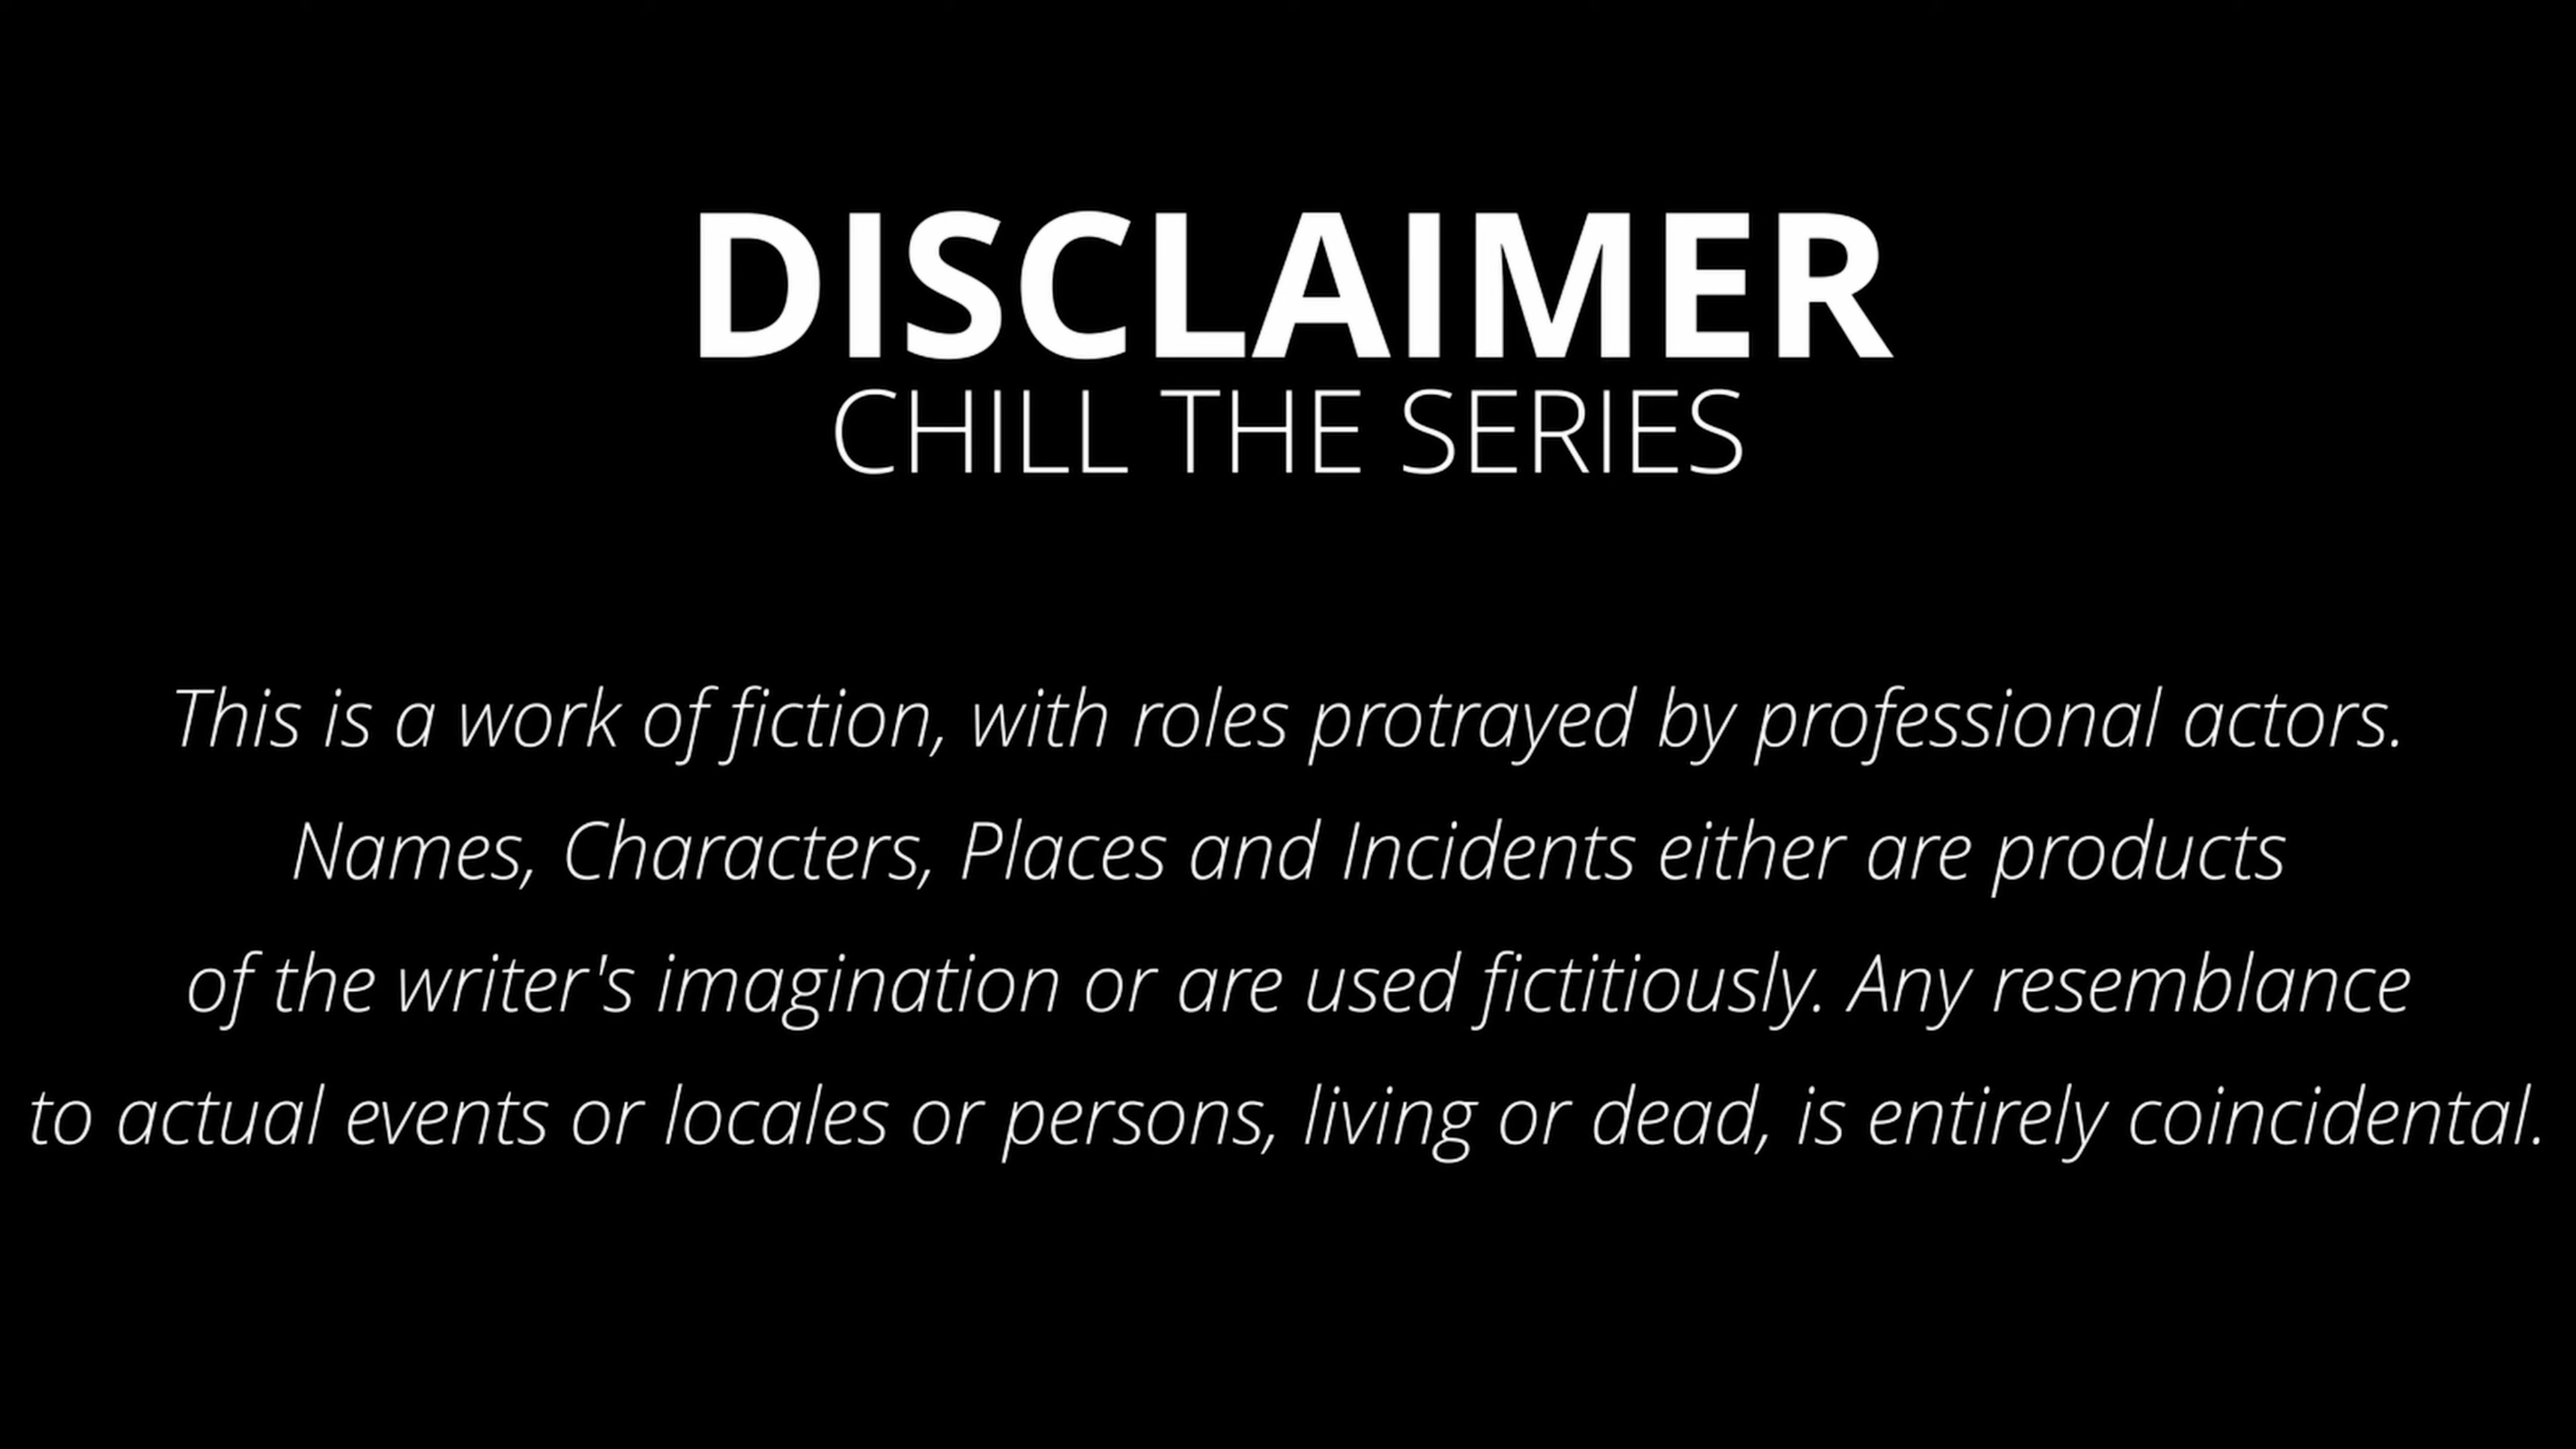 DISCLAIMER
CHILL THE SERIES
This is a work of fiction, with roles protrayed by professional actors.
Names, Characters, Places and Incidents either are products
of the writer's imagination or are used fictitiously. Any resemblance
to actual events or locales or persons, living or dead, is entirely coincidental.